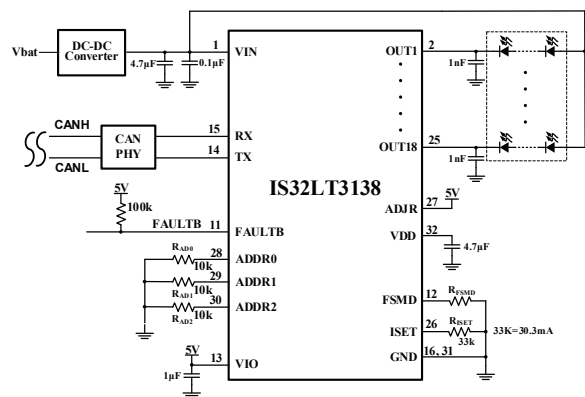 Vbat
DC-DC
Converter
4.7µF
0.1µF
1
VIN
OUT1
2
1nF
CANH
CANL
CAN
PHY
15
RX
14
TX
OUT18
25
1nF
IS32LT3138
5V
100k
FAULTB
11
FAULTB
ADJR
27
5V
VDD
32
4.7µF
RAD0
10k
28
ADDR0
RAD1
10k
29
ADDR1
RAD2
10k
30
ADDR2
FSMD
12
RFSMD
ISET
26
RISET
33k
33K=30.3mA
GND
16, 31
5V
13
VIO
1µF